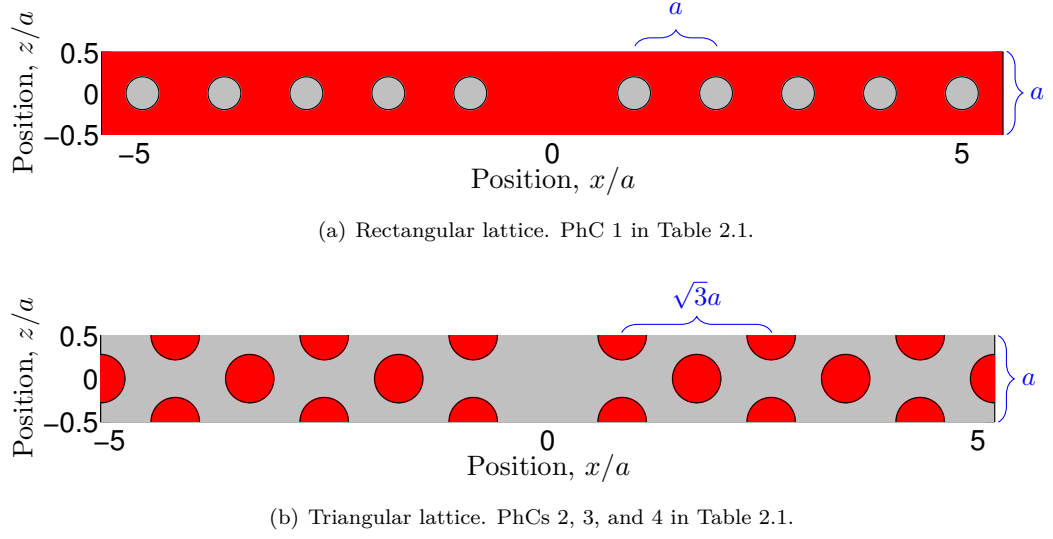 a
Position, z/a
0.5
0
−0.5
a
−5
0
5
Position, x/a
(a) Rectangular lattice. PhC 1 in Table 2.1.
√3a
Position, z/a
0.5
0
−0.5
a
−5
0
5
Position, x/a
(b) Triangular lattice. PhCs 2, 3, and 4 in Table 2.1.